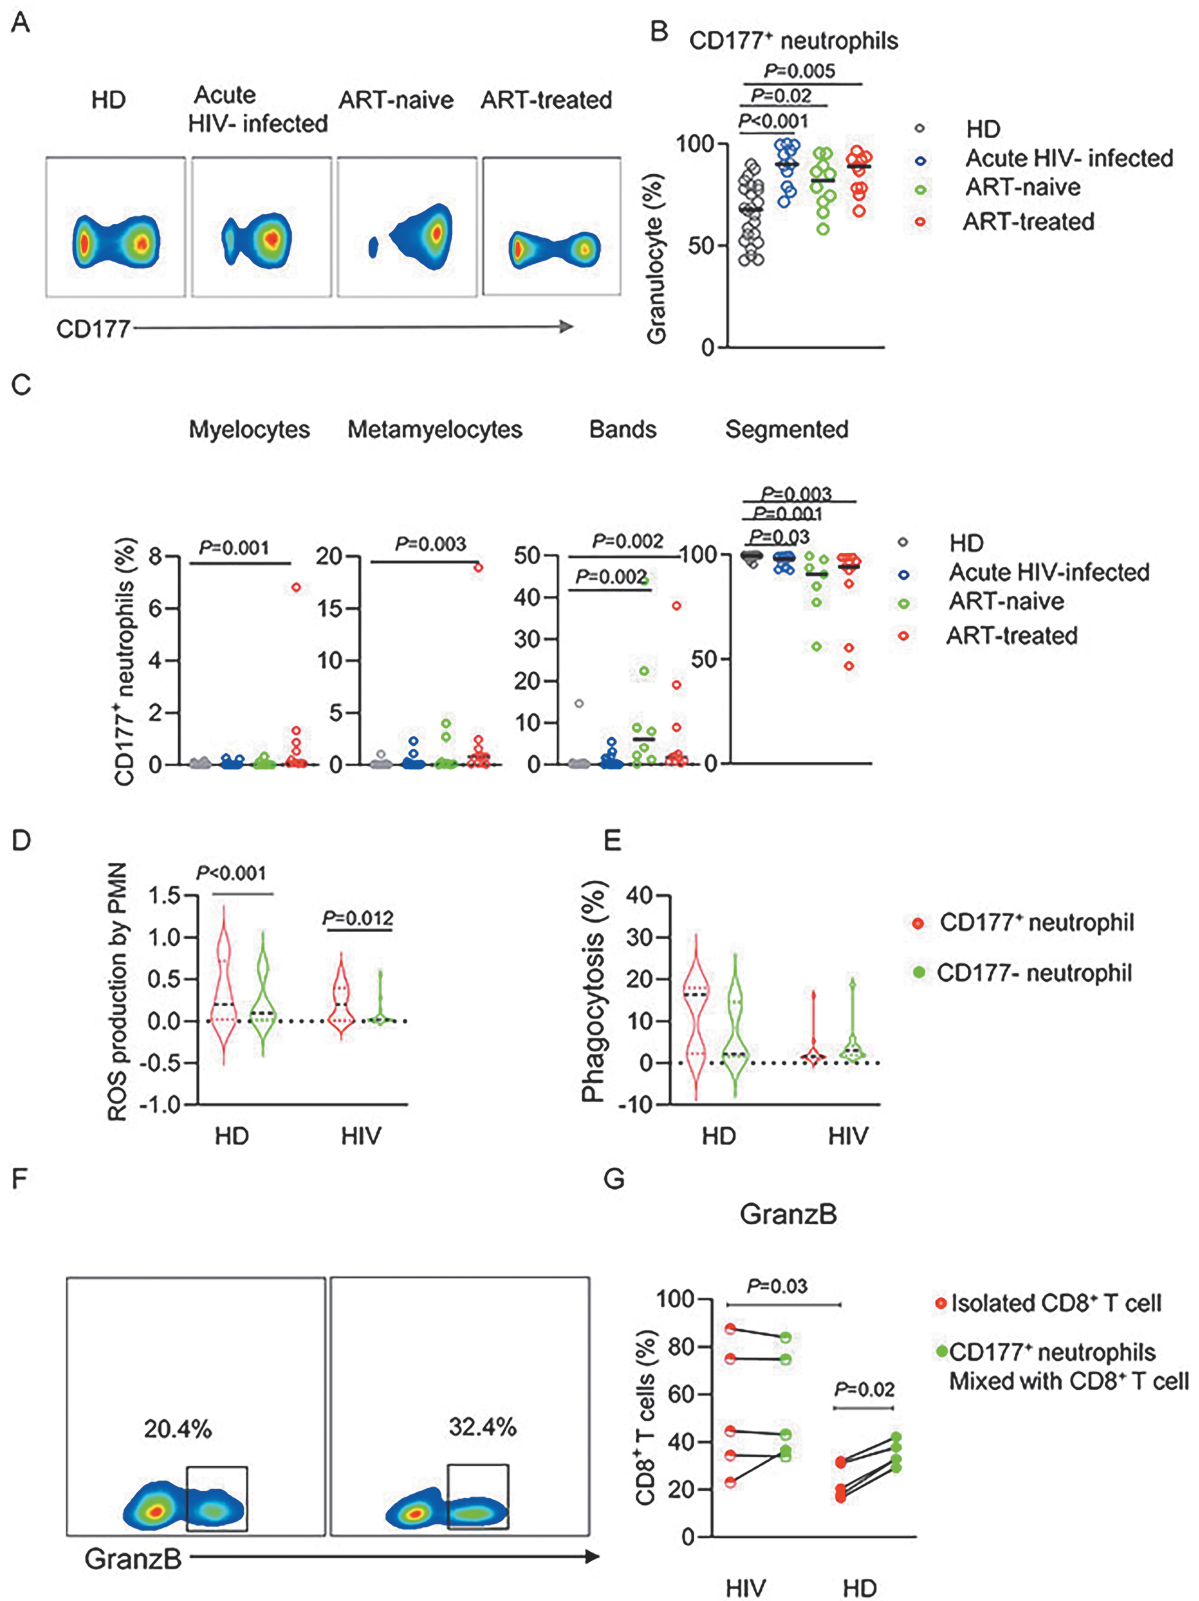 A
HD
Acute
HIV- infected
ART-naive
ART-treated
CD177
B
CD177⁺ neutrophils
P=0.005
P=0.02
P<0.001
Granulocyte (%)
100
50
0
HD
Acute HIV- infected
ART-naive
ART-treated
C
Myelocytes
Metamyelocytes
Bands
Segmented
CD177⁺ neutrophils (%)
P=0.001
8
6
4
2
0
P=0.003
20
15
10
5
0
P=0.002
P=0.002
50
40
30
20
10
0
P=0.003
P=0.001
P=0.03
100
50
0
HD
Acute HIV-infected
ART-naive
ART-treated
D
ROS production by PMN
P<0.001
P=0.012
1.5
1.0
0.5
0.0
-0.5
-1.0
HD
HIV
E
Phagocytosis (%)
40
30
20
10
0
-10
HD
HIV
CD177⁺ neutrophil
CD177- neutrophil
F
20.4%
32.4%
GranzB
G
GranzB
P=0.03
P=0.02
CD8⁺ T cells (%)
100
80
60
40
20
0
HIV
HD
Isolated CD8⁺ T cell
CD177⁺ neutrophils
Mixed with CD8⁺ T cell